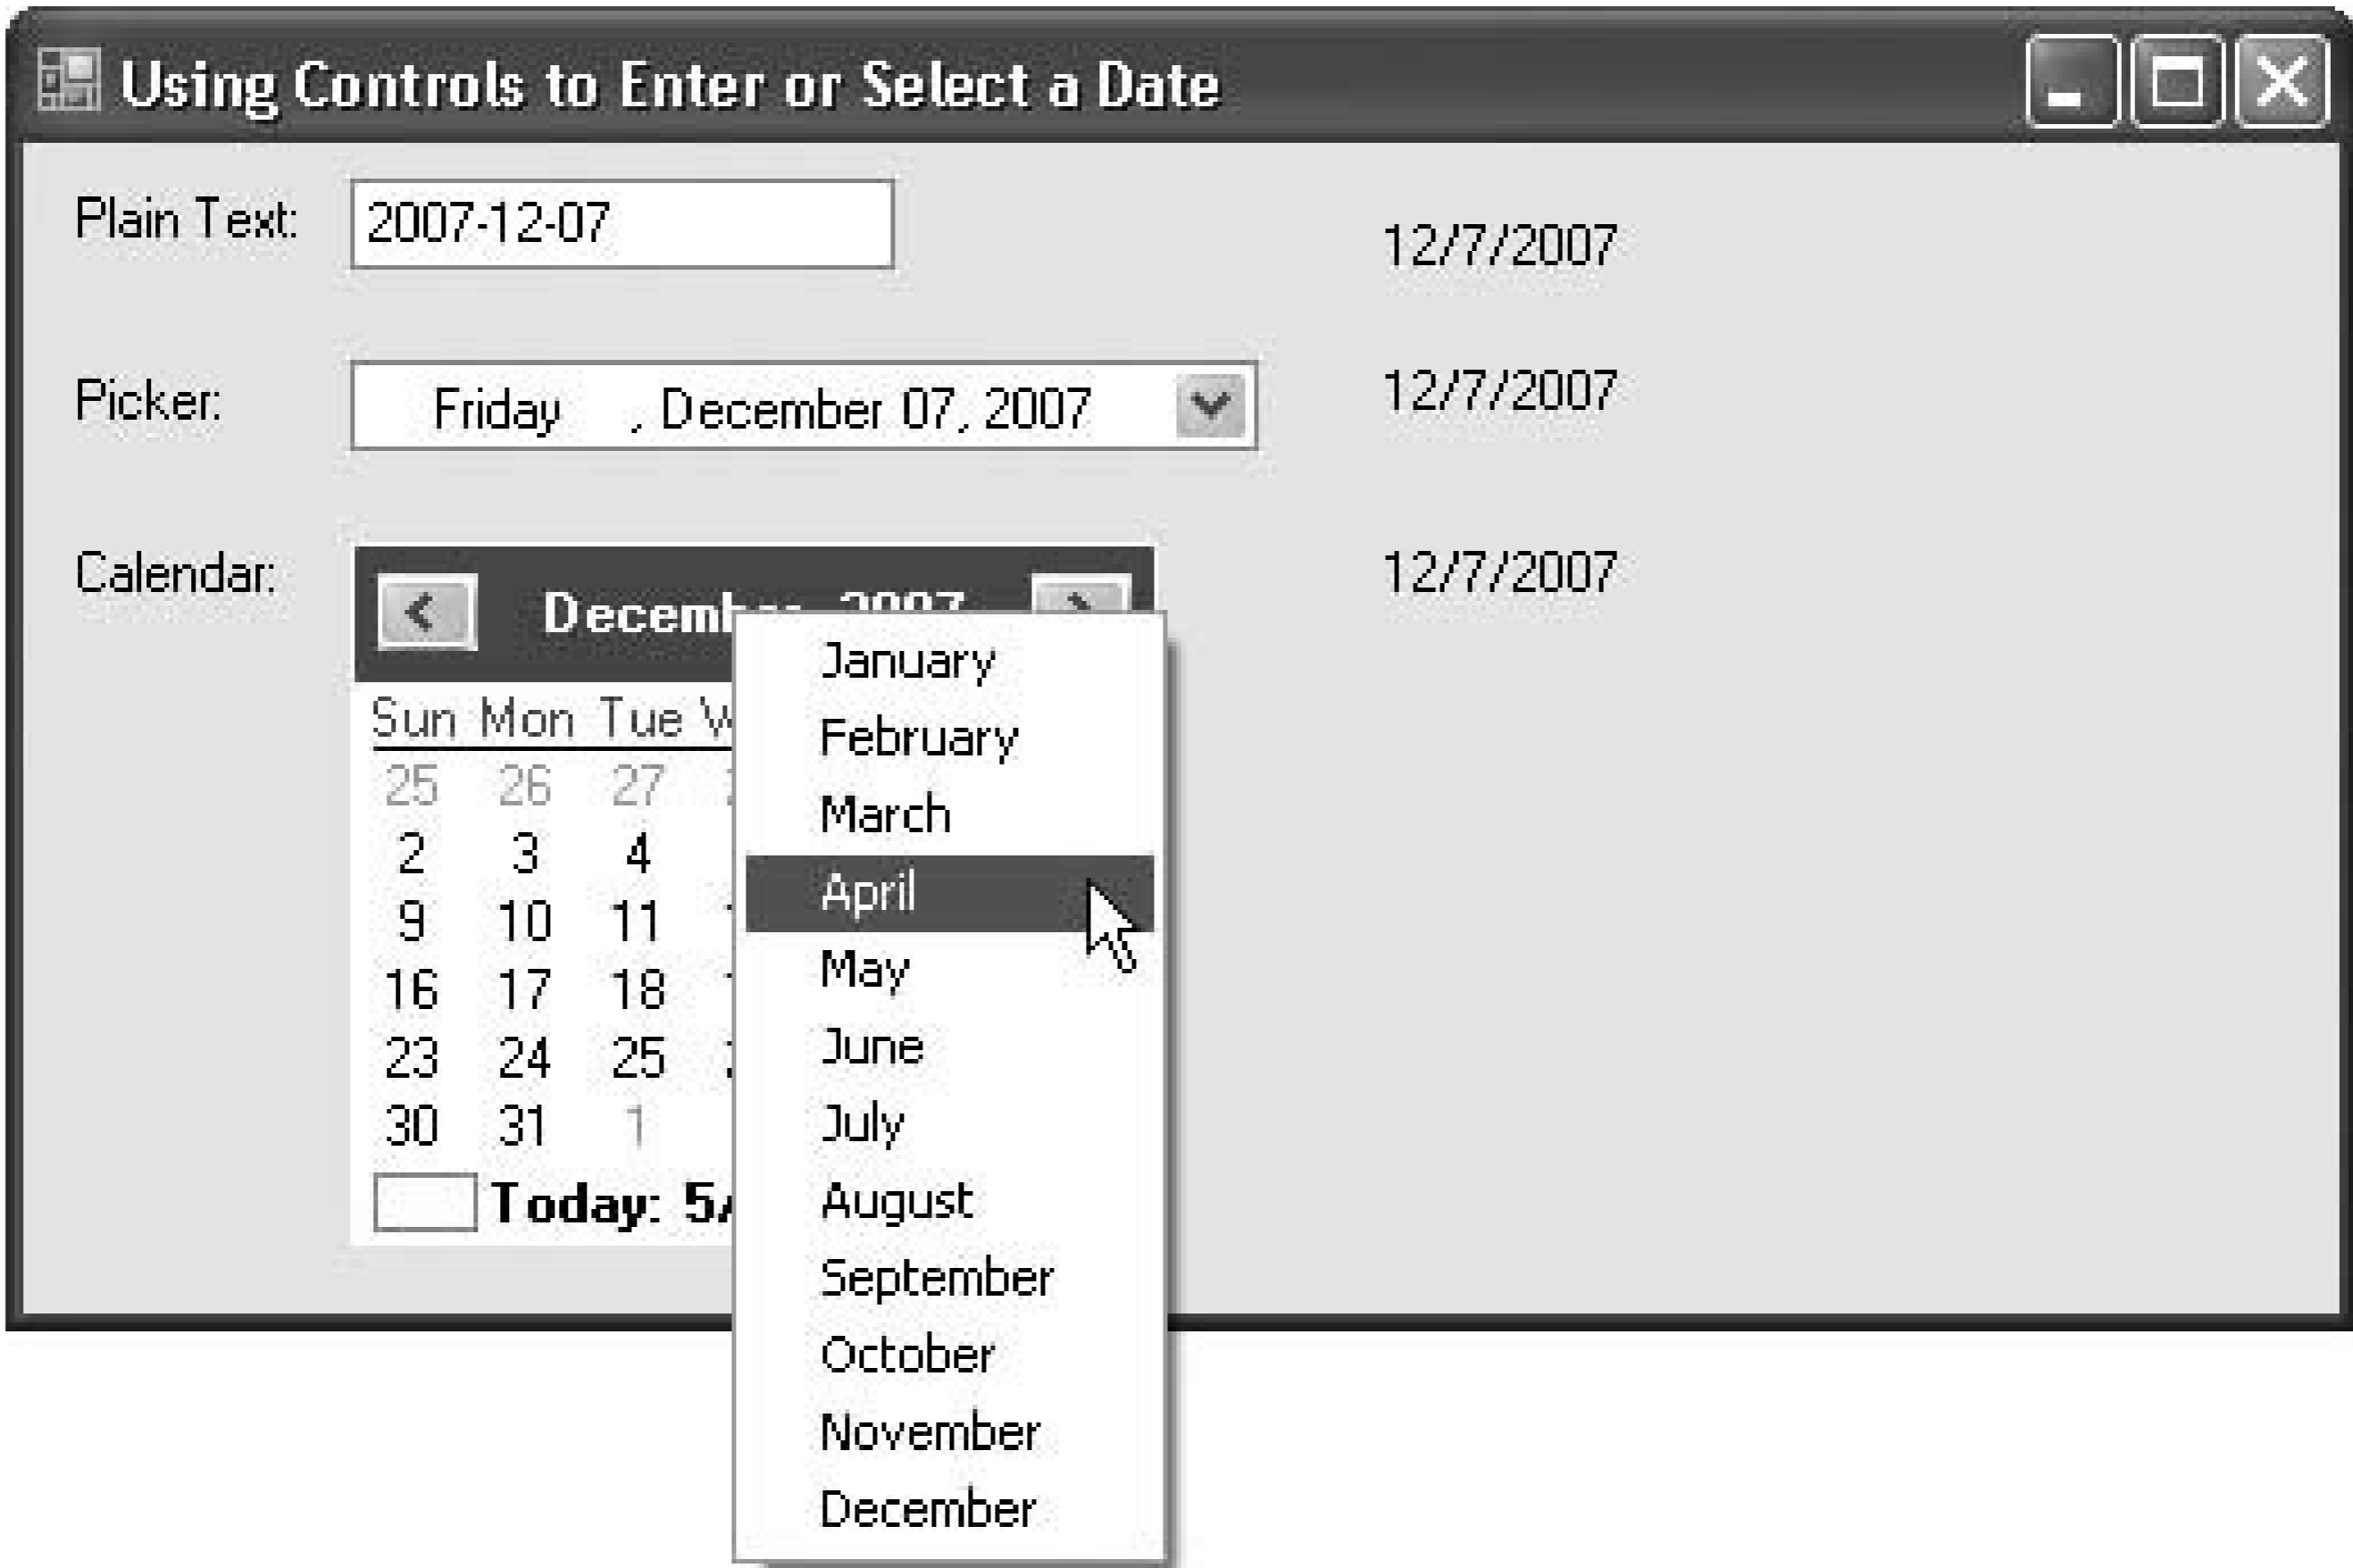 Using Controls to Enter or Select a Date
Plain Text: 2007-12-07 12/7/2007
Picker: Friday , December 07, 2007 12/7/2007
Calendar: 12/7/2007
December, 2007
Sun Mon Tue
25 26 27
2 3 4
9 10 11
16 17 18
23 24 25
30 31 1
Today: 5/
January
February
March
April
May
June
July
August
September
October
November
December